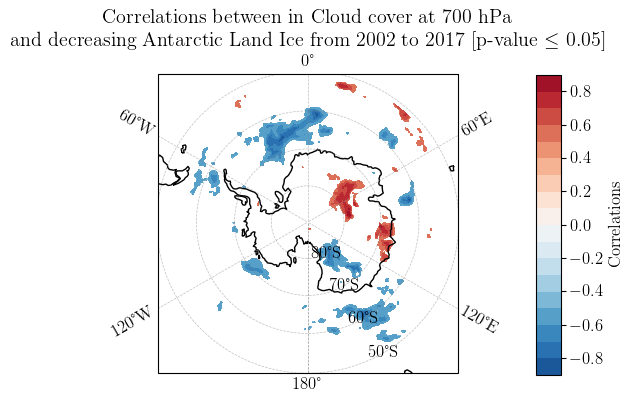 Correlations between in Cloud cover at 700 hPa
and decreasing Antarctic Land Ice from 2002 to 2017 [p-value ≤ 0.05]
0°
60°W
60°E
80°S
70°S
60°S
50°S
120°W
120°E
180°
0.8
0.6
0.4
0.2
0.0
−0.2
−0.4
−0.6
−0.8
Correlations